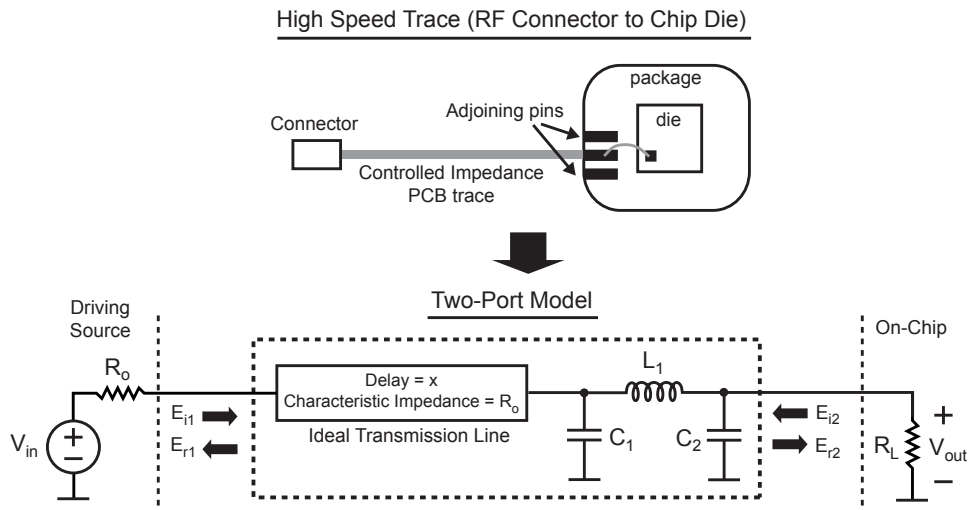 High Speed Trace (RF Connector to Chip Die)
package
Adjoining pins
die
Connector
Controlled Impedance
PCB trace
Two-Port Model
Driving
Source
On-Chip
Ro
L1
Delay = x
Characteristic Impedance = Ro
Ei1
Ei2
Vin
Er1
Ideal Transmission Line
C1
C2
Er2
RL
+
Vout
−
+
−